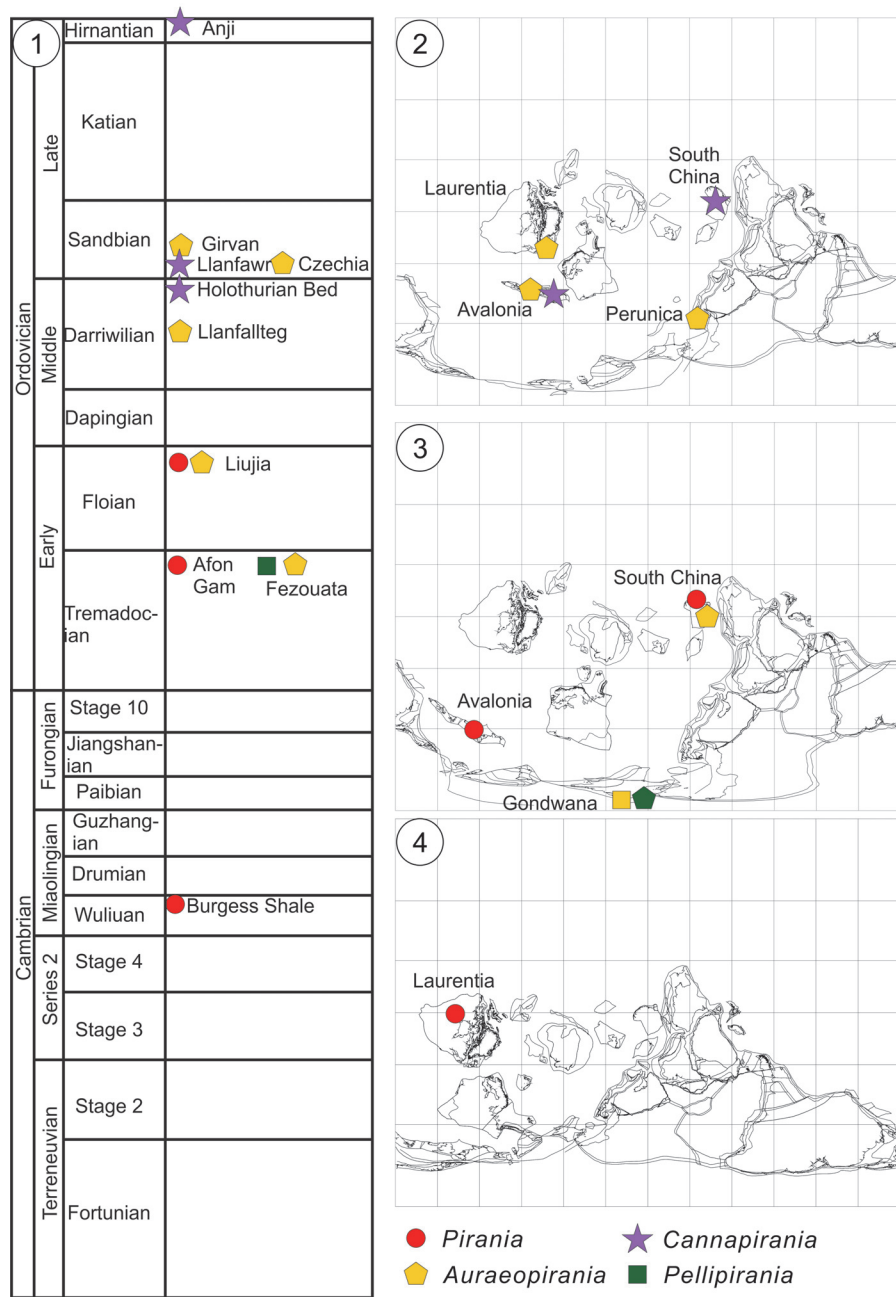 1
Hirnantian
Anji
Katian
Late
Sandbian
Girvan
Llanfawr
Czechia
Holothurian Bed
Darriwilian
Llanfallteg
Middle
Ordovician
Dapingian
Liujia
Floian
Early
Afon
Gam
Fezouata
Tremadoc-
ian
Stage 10
Jiangshan-
ian
Furongian
Paibian
Guzhang-
ian
Drumian
Miaolingian
Wuliuan
Burgess Shale
Cambrian
Stage 4
Series 2
Stage 3
Stage 2
Terreneuvian
Fortunian
2
South
China
Laurentia
Avalonia
Perunica
3
South China
Avalonia
Gondwana
4
Laurentia
Pirania
Cannapirania
Auraeopirania
Pellipirania